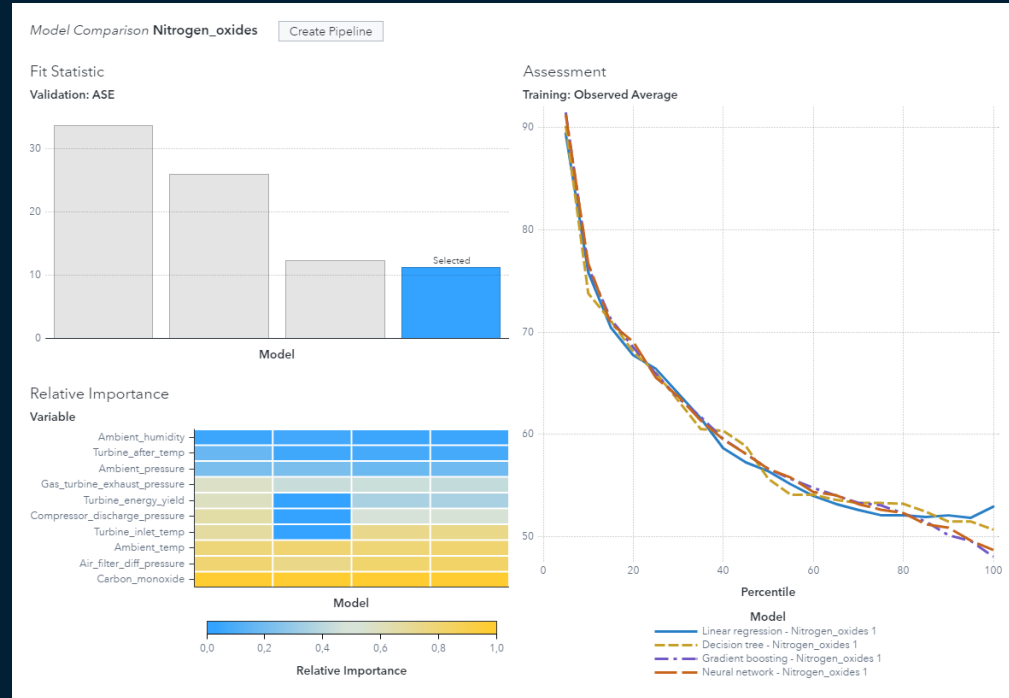 Model Comparison Nitrogen_oxides
Create Pipeline
Fit Statistic
Validation: ASE
30
20
10
0
Selected
Model
Relative Importance
Variable
Ambient_humidity
Turbine_after_temp
Ambient_pressure
Gas_turbine_exhaust_pressure
Turbine_energy_yield
Compressor_discharge_pressure
Turbine_inlet_temp
Ambient_temp
Air_filter_diff_pressure
Carbon_monoxide
Model
0,0 0,2 0,4 0,6 0,8 1,0
Relative Importance
Assessment
Training: Observed Average
90
80
70
60
50
0 20 40 60 80 100
Percentile
Model
Linear regression - Nitrogen_oxides 1
Decision tree - Nitrogen_oxides 1
Gradient boosting - Nitrogen_oxides 1
Neural network - Nitrogen_oxides 1